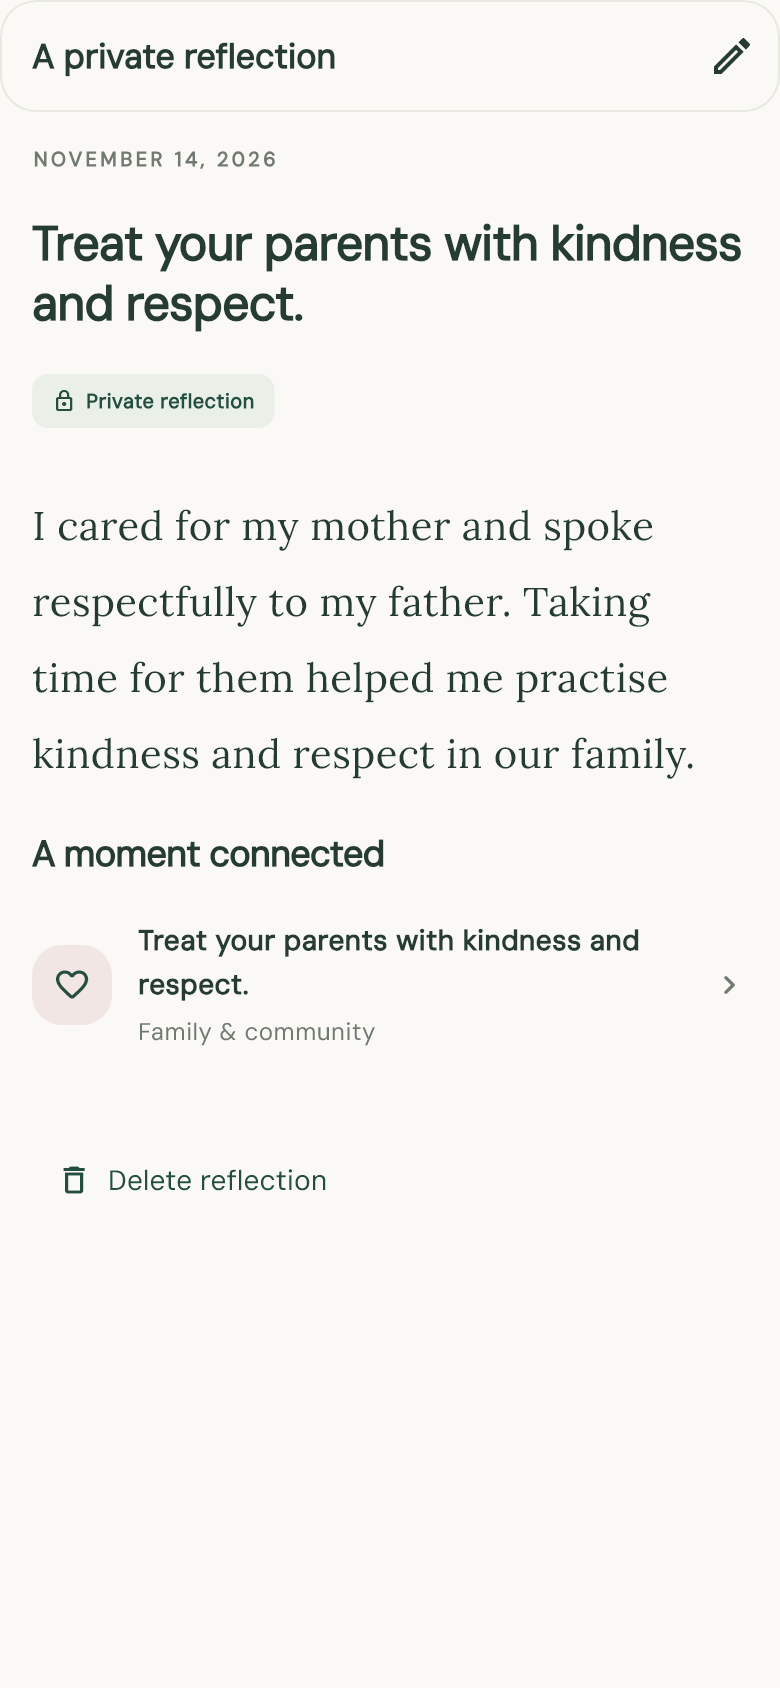 A private reflection
NOVEMBER 14, 2026
Treat your parents with kindness
and respect.
Private reflection
I cared for my mother and spoke
respectfully to my father. Taking
time for them helped me practise
kindness and respect in our family.
A moment connected
Treat your parents with kindness and
respect.
Family & community
Delete reflection